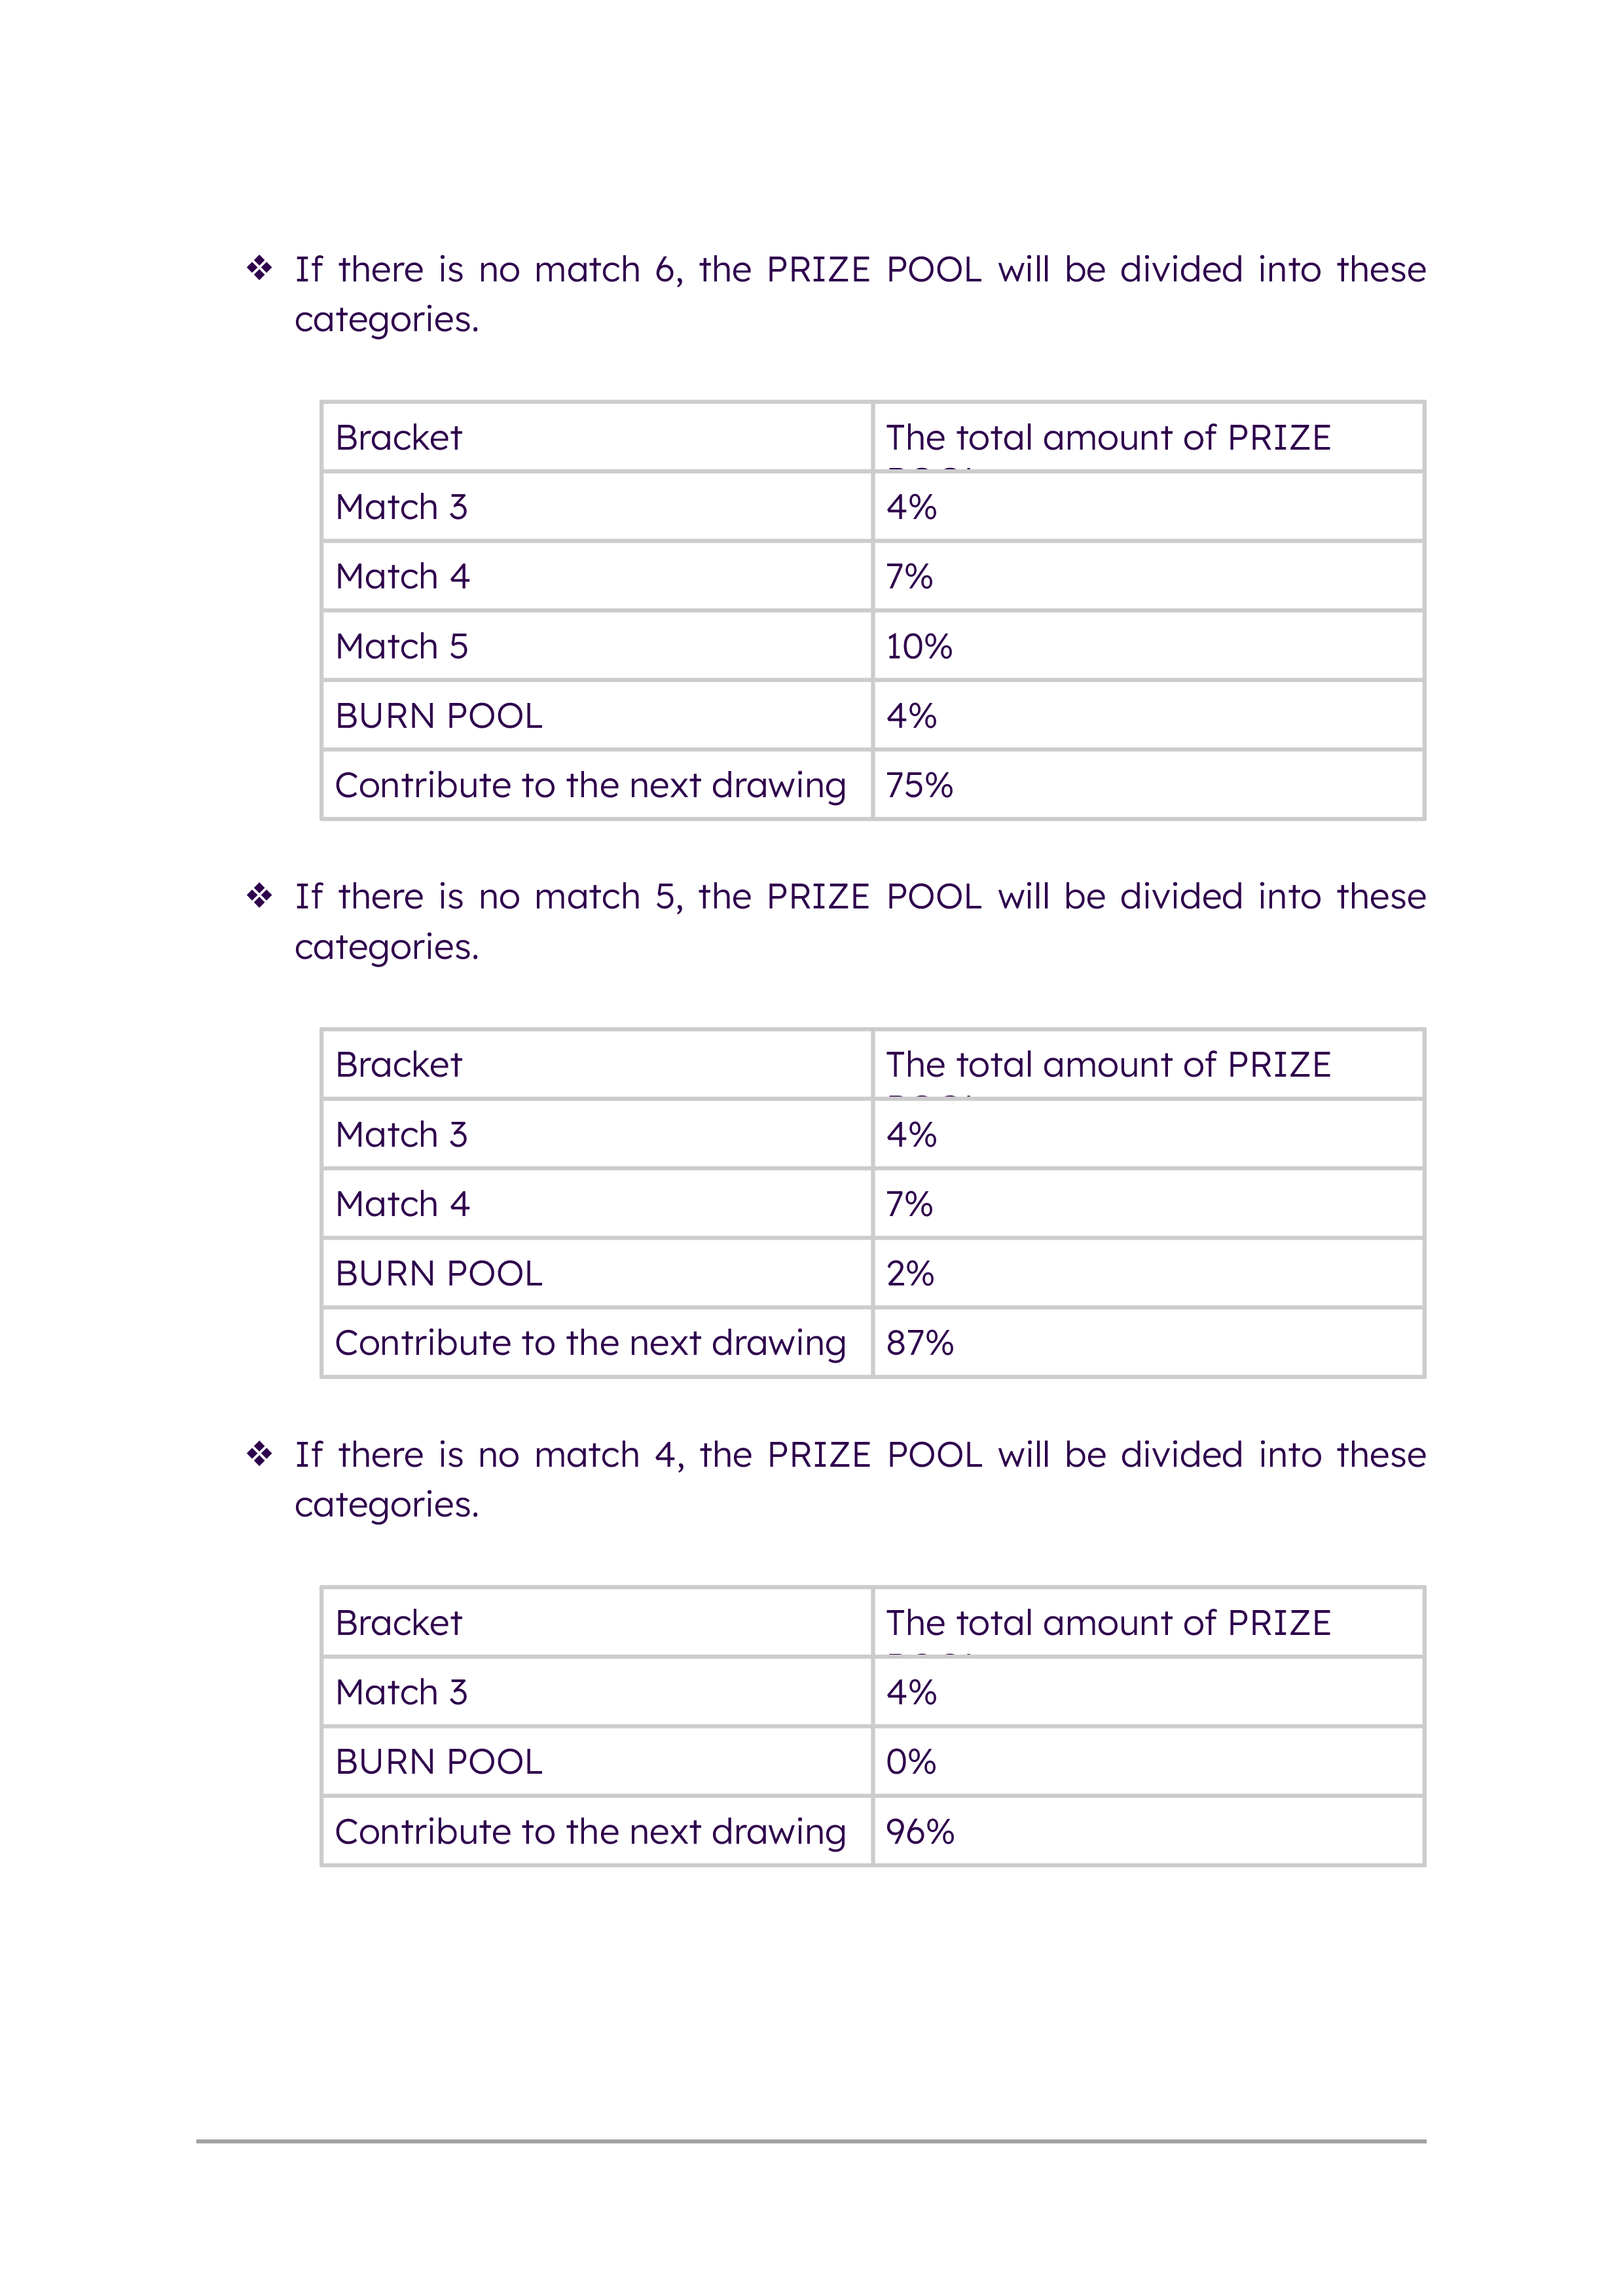 ❖ If there is no match 6, the PRIZE POOL will be divided into these
categories.
Bracket The total amount of PRIZE
Match 3 4%
Match 4 7%
Match 5 10%
BURN POOL 4%
Contribute to the next drawing 75%
❖ If there is no match 5, the PRIZE POOL will be divided into these
categories.
Bracket The total amount of PRIZE
Match 3 4%
Match 4 7%
BURN POOL 2%
Contribute to the next drawing 87%
❖ If there is no match 4, the PRIZE POOL will be divided into these
categories.
Bracket The total amount of PRIZE
Match 3 4%
BURN POOL 0%
Contribute to the next drawing 96%